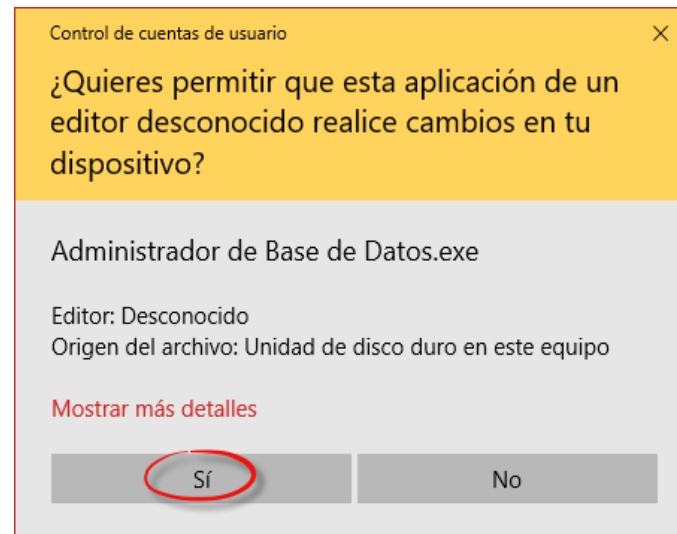 Control de cuentas de usuario
¿Quieres permitir que esta aplicación de un
editor desconocido realice cambios en tu
dispositivo?
Administrador de Base de Datos.exe
Editor: Desconocido
Origen del archivo: Unidad de disco duro en este equipo
Mostrar más detalles
Sí
No